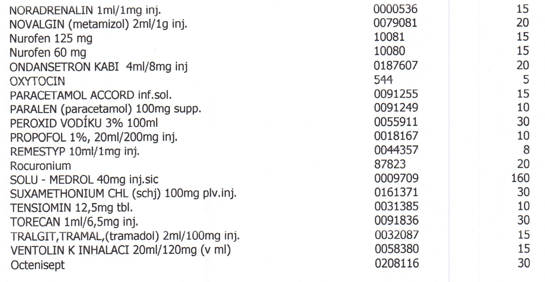 NORADRENALIN 1ml/1mg inj. 0000536 15
NOVALGIN (metamizol) 2ml/1g inj. 0079081 20
Nurofen 125 mg 10081 15
Nurofen 60 mg 10080 15
ONDANSETRON KABI 4ml/8mg inj 0187607 20
OXYTOCIN 544 5
PARACETAMOL ACCORD inf.sol. 0091255 15
PARALEN (paracetamol) 100mg supp. 0091249 10
PEROXID VODÍKU 3% 100ml 0055911 30
PROPOFOL 1%, 20ml/200mg inj. 0018167 10
REMESTYP 10ml/1mg inj. 0044357 8
Rocuronium 87823 20
SOLU - MEDROL 40mg inj.sic 0009709 160
SUXAMETHONIUM CHL (schj) 100mg plv.inj. 0161371 30
TENSIOMIN 12,5mg tbl. 0031385 10
TORECAN 1ml/6,5mg inj. 0091836 30
TRALGIT,TRAMAL,(tramadol) 2ml/100mg inj. 0032087 15
VENTOLIN K INHALACI 20ml/120mg (v ml) 0058380 15
Octenisept 0208116 30